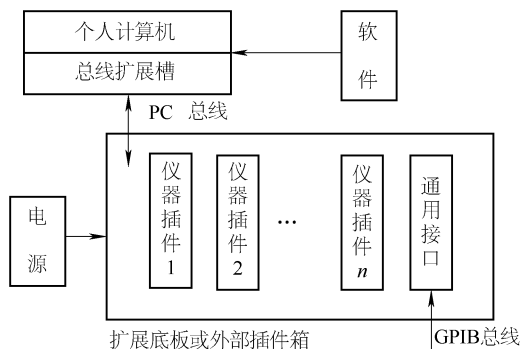 个人计算机
总线扩展槽
软件
PC 总线
仪器插件1
仪器插件2
...
仪器插件n
通用接口
电源
扩展底板或外部插件箱
GPIB总线